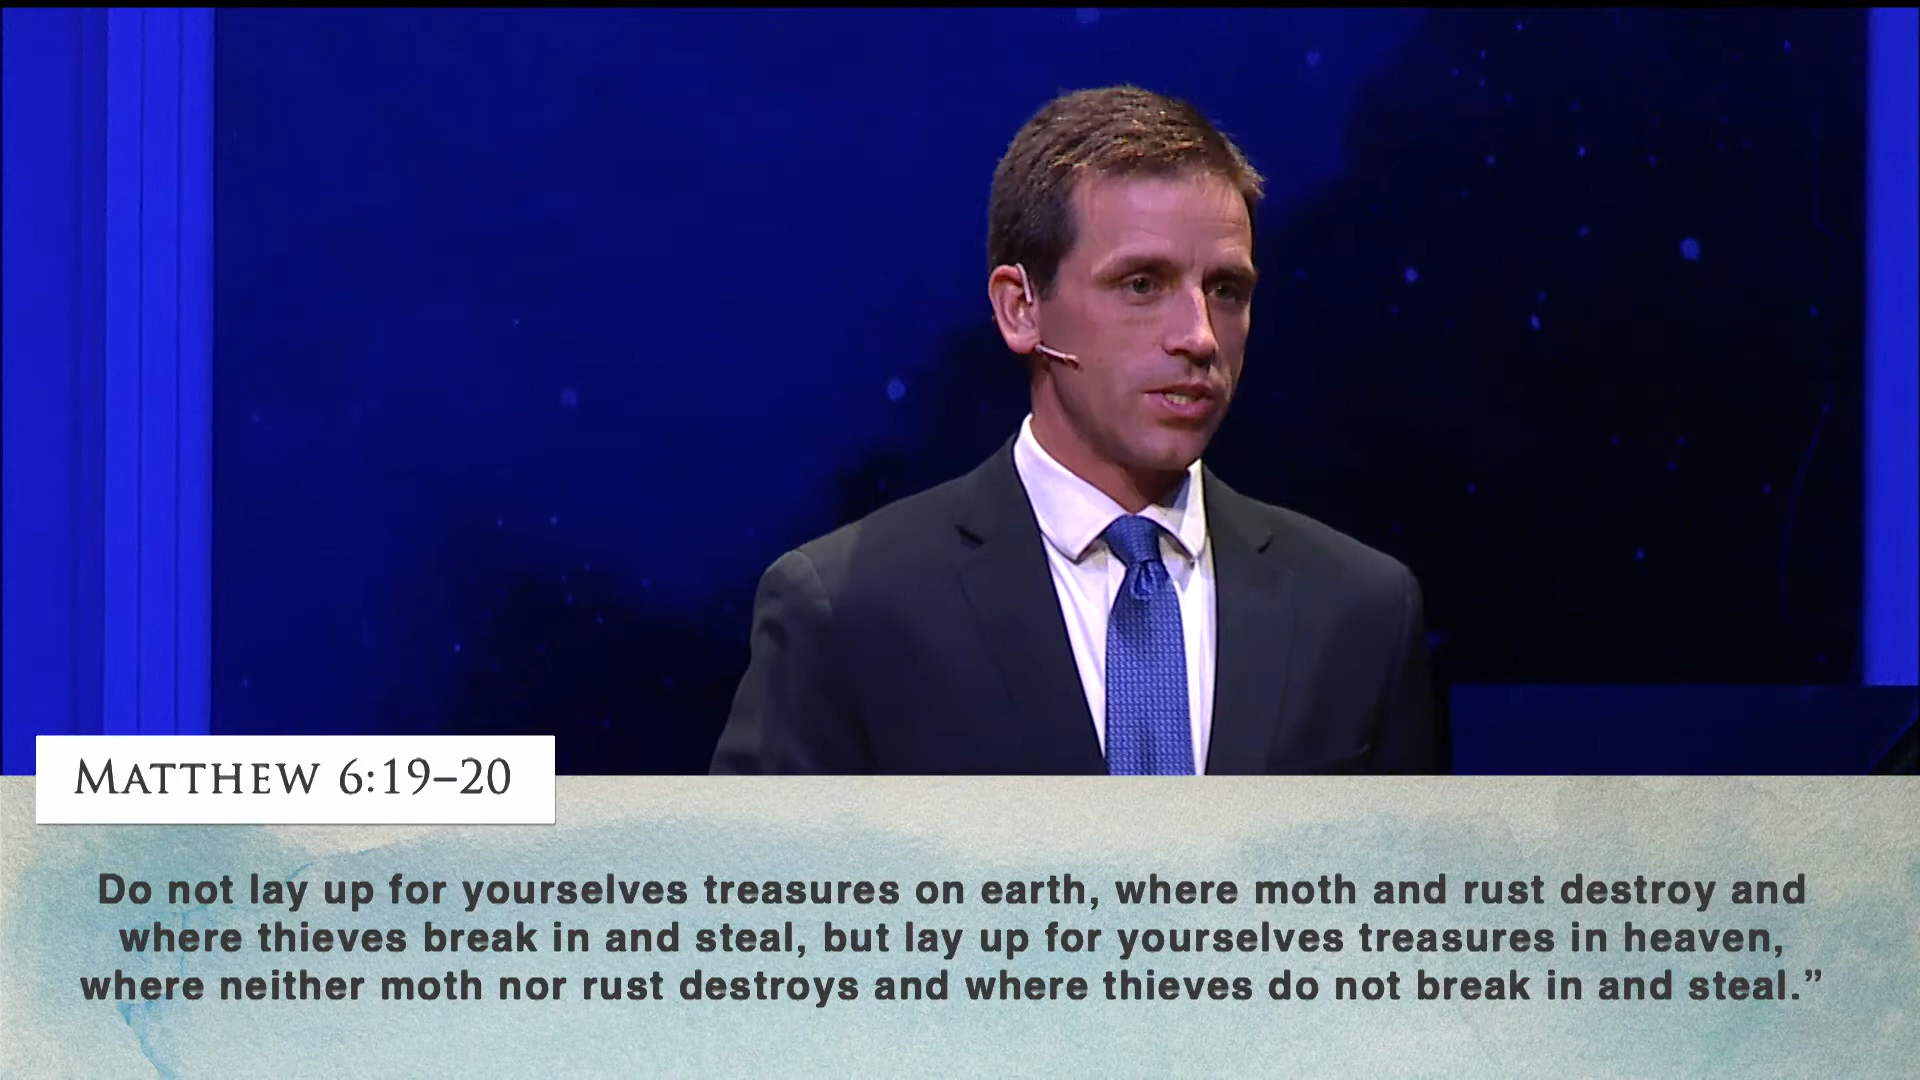 MATTHEW 6:19–20
Do not lay up for yourselves treasures on earth, where moth and rust destroy and
where thieves break in and steal, but lay up for yourselves treasures in heaven,
where neither moth nor rust destroys and where thieves do not break in and steal.”